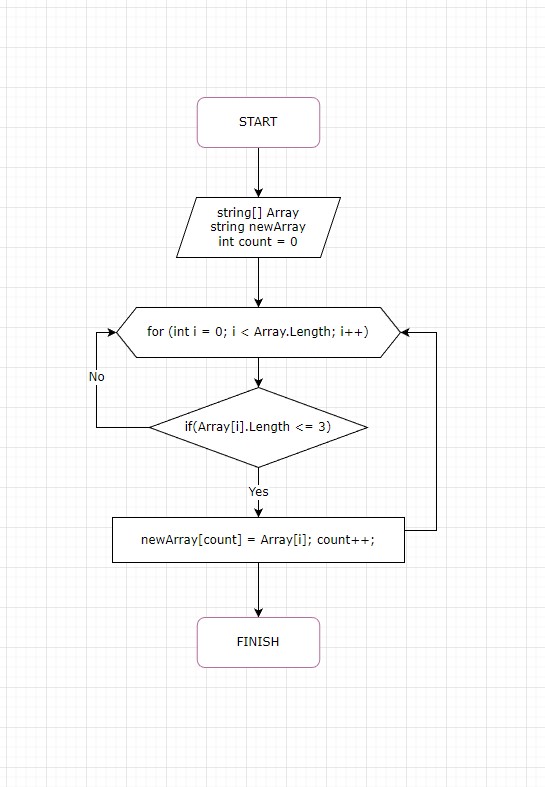 START
string[] Array
string newArray
int count = 0
for (int i = 0; i < Array.Length; i++)
No
if(Array[i].Length <= 3)
Yes
newArray[count] = Array[i]; count++;
FINISH